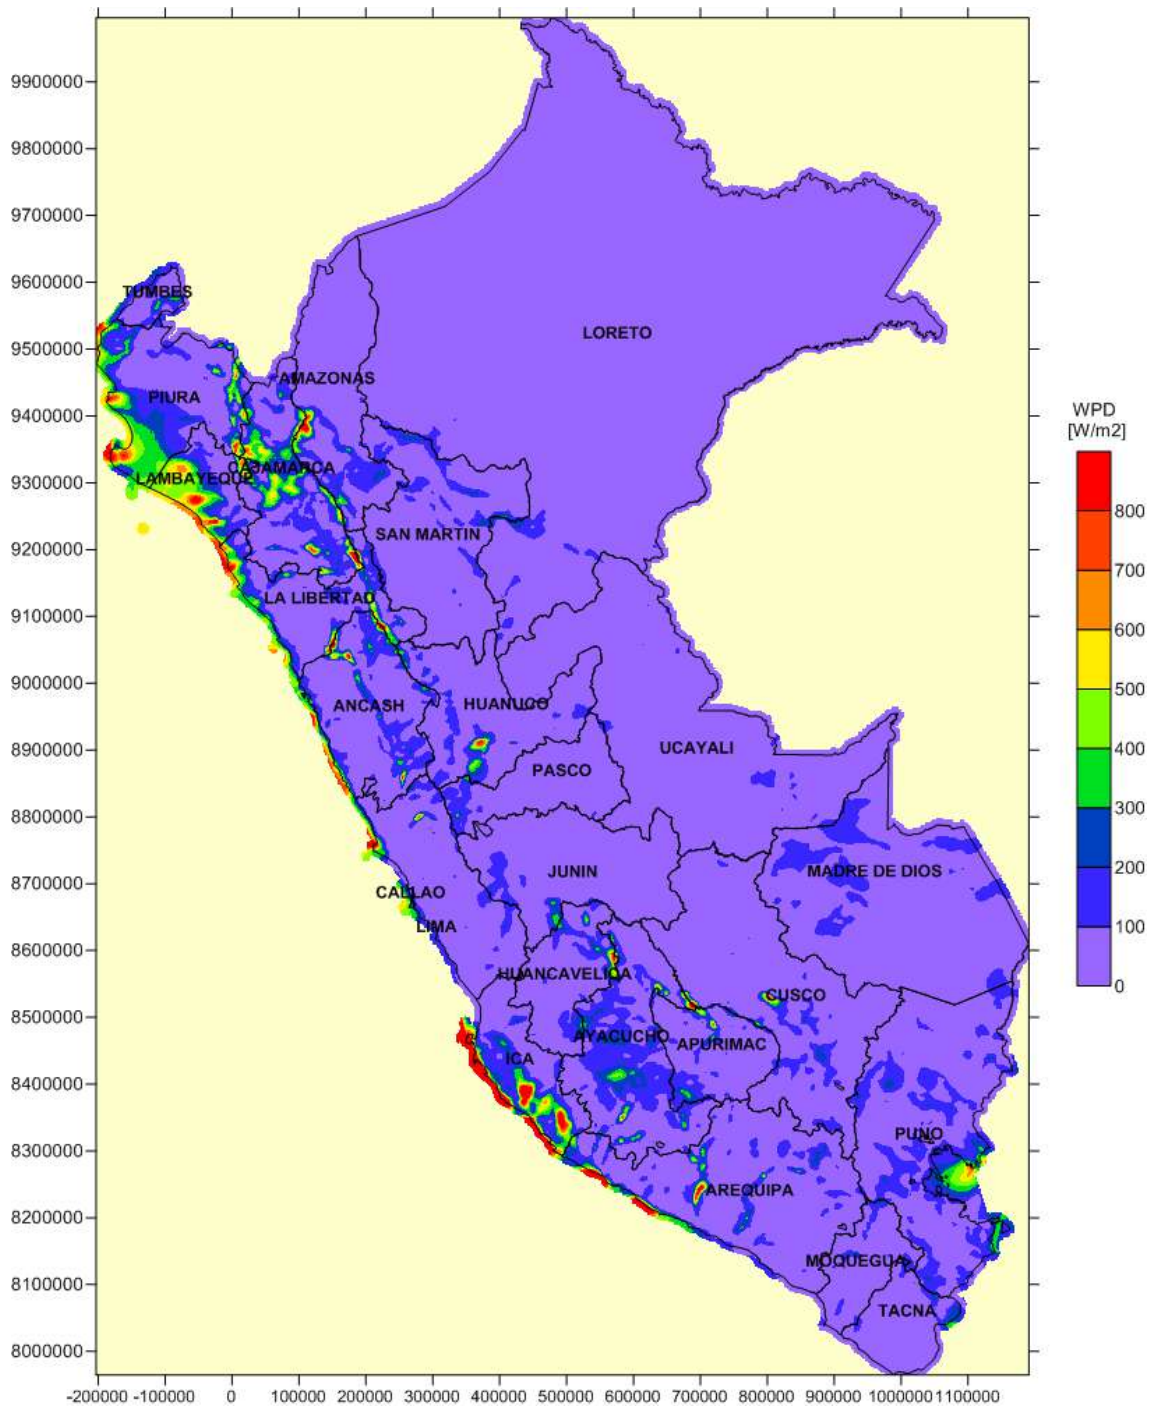 9900000
9800000
9700000
9600000
9500000
9400000
9300000
9200000
9100000
9000000
8900000
8800000
8700000
8600000
8500000
8400000
8300000
8200000
8100000
8000000
TUMBES
LORETO
AMAZONAS
PIURA
CAJAMARCA
LAMBAYEQUE
SAN MARTIN
LA LIBERTAD
ANCASH
HUANUCO
UCAYALI
PASCO
JUNIN
MADRE DE DIOS
CALLAO
LIMA
HUANCAVELICA
CUSCO
AYACUCHO
APURIMAC
ICA
PUNO
AREQUIPA
MOQUEGUA
TACNA
WPD
[W/m2]
800
700
600
500
400
300
200
100
0
-200000 -100000 0 100000 200000 300000 400000 500000 600000 700000 800000 900000 1000000 1100000